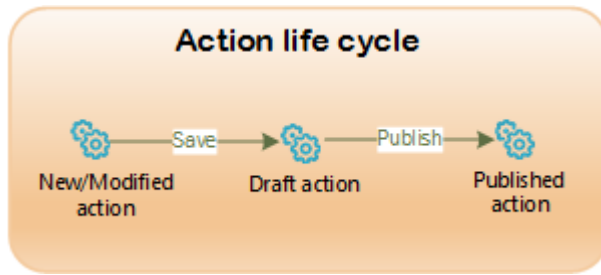 Action life cycle
Save
Publish
New/Modified
action
Draft action
Published
action